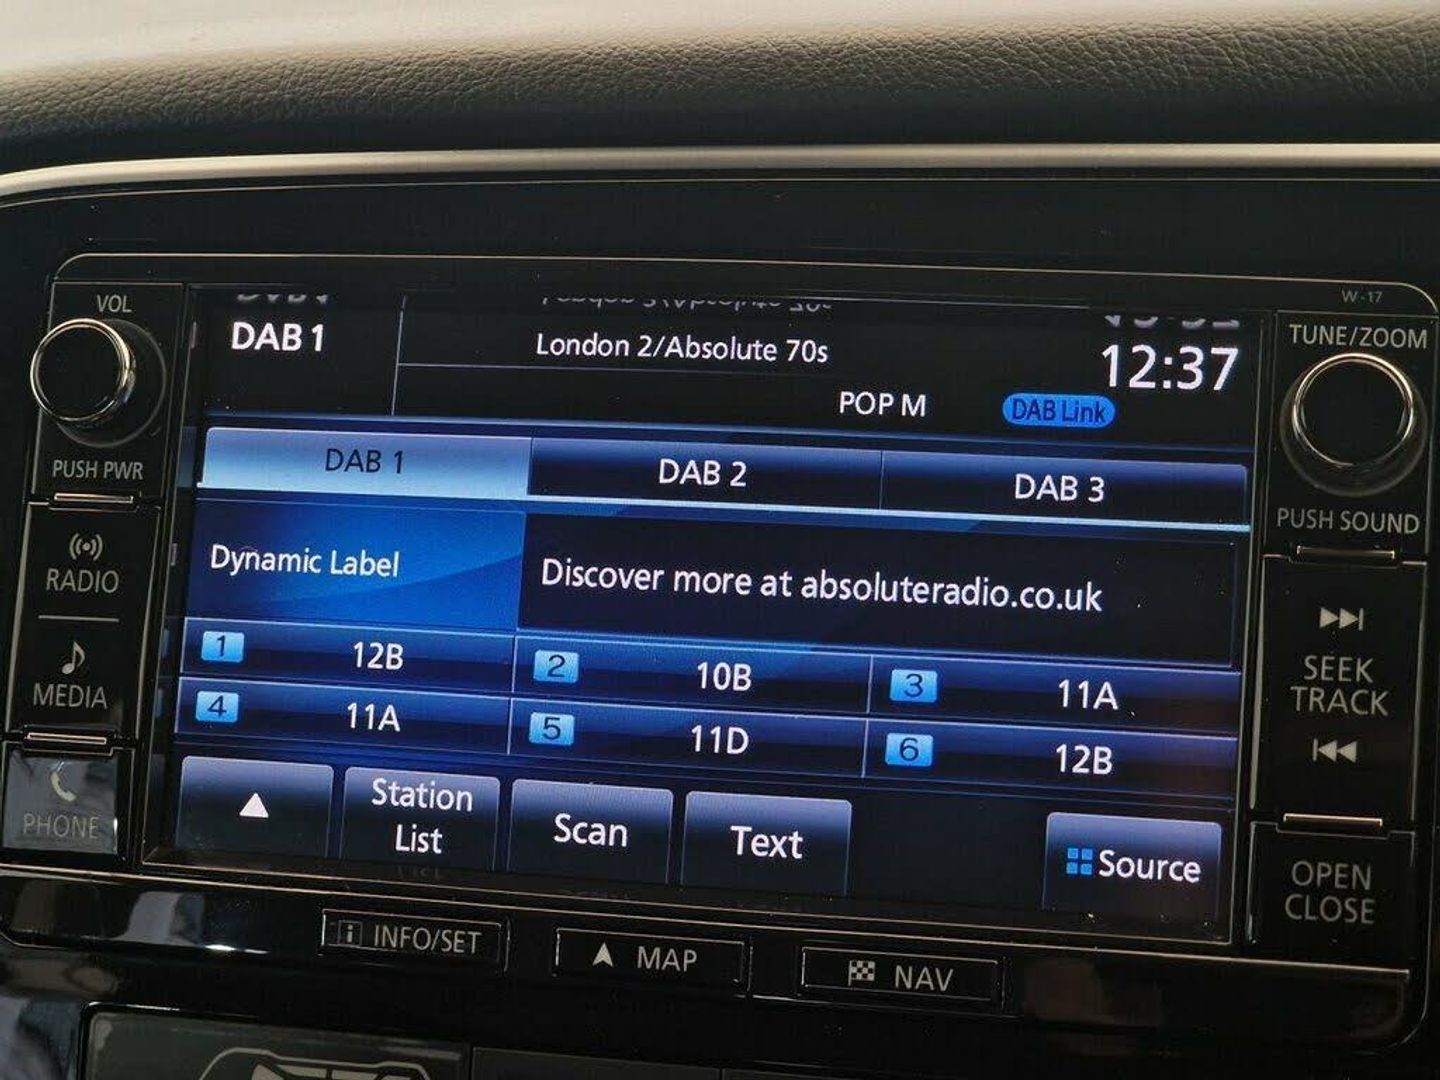 W-17
VOL
PUSH PWR
RADIO
MEDIA
PHONE
DAB 1
London 2/Absolute 70s
12:37
POP M
DAB Link
DAB 1
DAB 2
DAB 3
Dynamic Label
Discover more at absoluteradio.co.uk
1 12B
2 10B
3 11A
4 11A
5 11D
6 12B
Station
List
Scan
Text
Source
TUNE/ZOOM
PUSH SOUND
SEEK
TRACK
OPEN
CLOSE
i INFO/SET
MAP
NAV